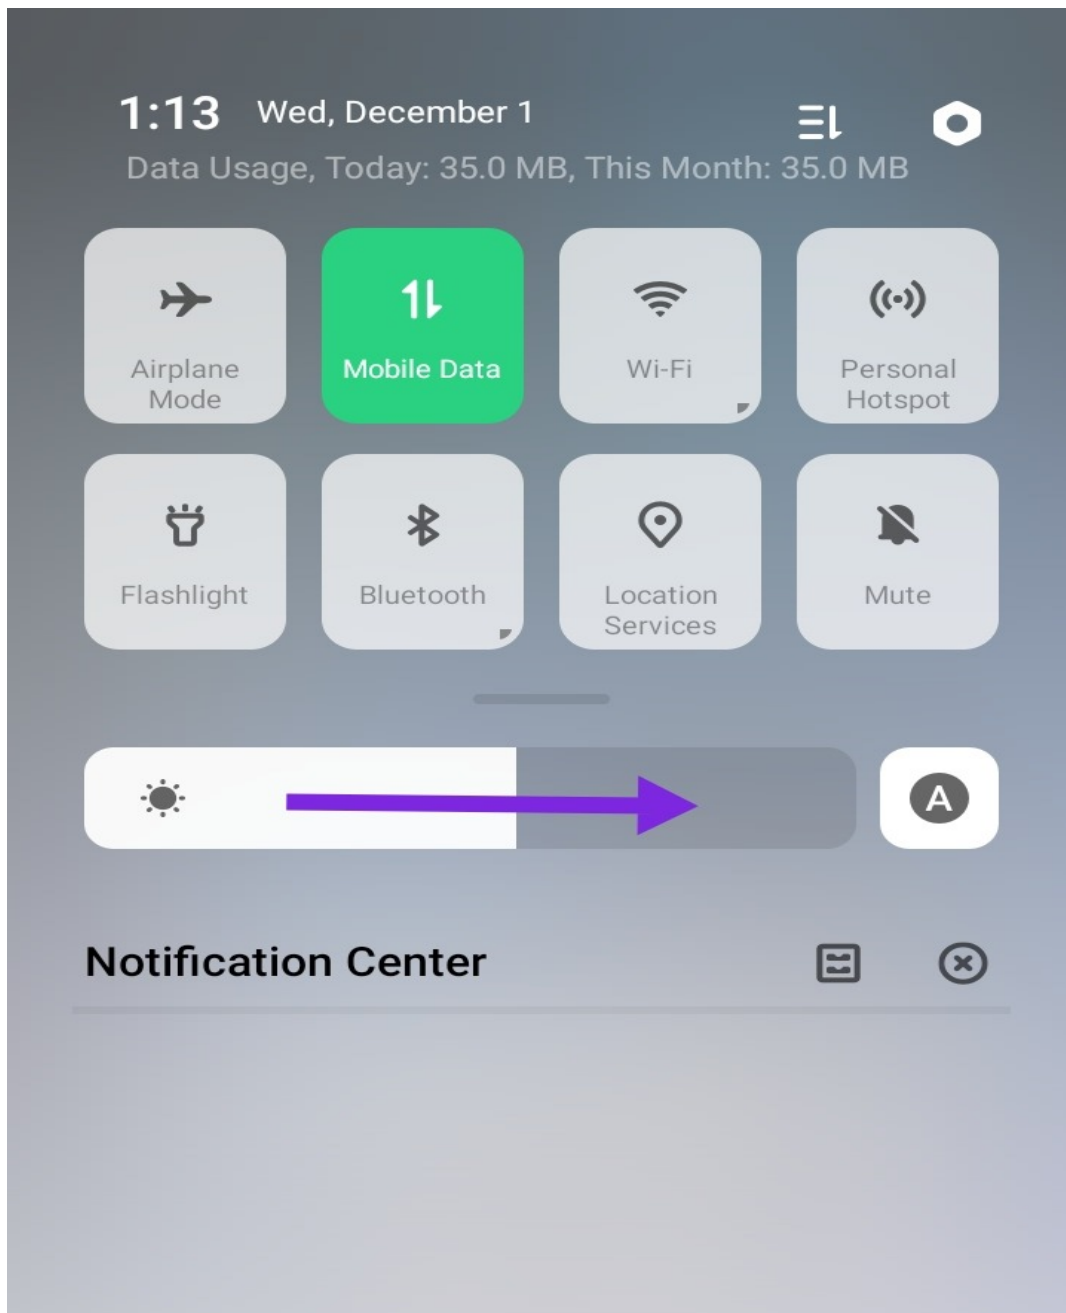 1:13 Wed, December 1
Data Usage, Today: 35.0 MB, This Month: 35.0 MB
Airplane
Mode
Mobile Data
Wi-Fi
Personal
Hotspot
Flashlight
Bluetooth
Location
Services
Mute
A
Notification Center